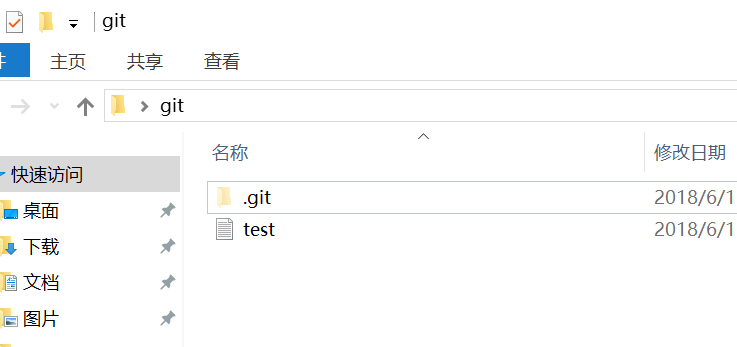 git
件 主页 共享 查看
git
名称 修改日期
快速访问
.git 2018/6/1
桌面
test 2018/6/1
下载
文档
图片